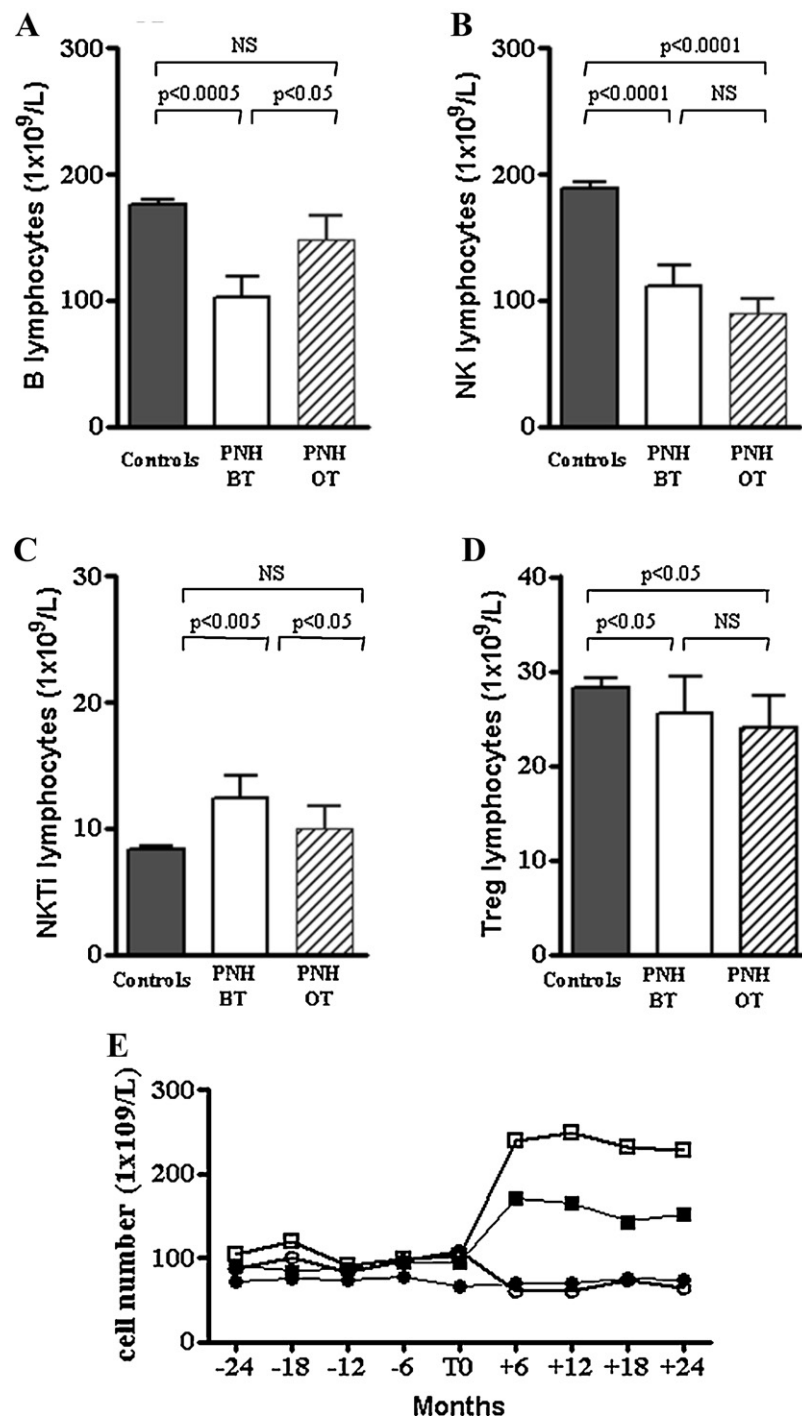 A
B lymphocytes (1x10⁹/L)
300
200
100
0
NS
p<0.0005
p<0.05
Controls
PNH
BT
PNH
OT
B
NK lymphocytes (1x10⁹/L)
300
200
100
0
p<0.0001
p<0.0001
NS
Controls
PNH
BT
PNH
OT
C
NKTi lymphocytes (1x10⁹/L)
30
20
10
0
NS
p<0.005
p<0.05
Controls
PNH
BT
PNH
OT
D
Treg lymphocytes (1x10⁹/L)
40
30
20
10
0
p<0.05
p<0.05
NS
Controls
PNH
BT
PNH
OT
E
cell number (1x109/L)
300
200
100
0
-24 -18 -12 -6 T0 +6 +12 +18 +24
Months